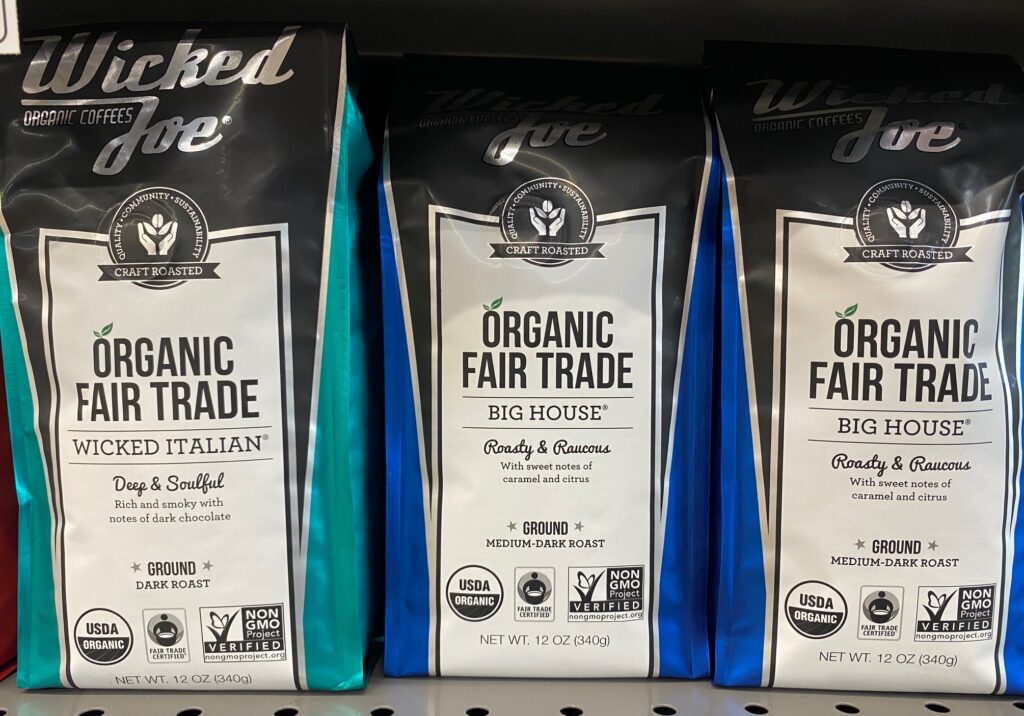 Wicked
ORGANIC COFFEES
Joe®
QUALITY • COMMUNITY • SUSTAINABILITY
CRAFT ROASTED
ORGANIC
FAIR TRADE
WICKED ITALIAN®
Deep & Soulful
Rich and smoky with
notes of dark chocolate
GROUND
DARK ROAST
USDA
ORGANIC
FAIR TRADE
CERTIFIED
NON
GMO
Project
VERIFIED
nongmoproject.org
NET WT. 12 OZ (340g)
Wicked
ORGANIC COFFEES
Joe
QUALITY • COMMUNITY • SUSTAINABILITY
CRAFT ROASTED
ORGANIC
FAIR TRADE
BIG HOUSE®
Roasty & Raucous
With sweet notes of
caramel and citrus
GROUND
MEDIUM-DARK ROAST
USDA
ORGANIC
FAIR TRADE
CERTIFIED
NON
GMO
Project
VERIFIED
nongmoproject.org
NET WT. 12 OZ (340g)
Wicked
ORGANIC COFFEES
Joe®
QUALITY • COMMUNITY • SUSTAINABILITY
CRAFT ROASTED
ORGANIC
FAIR TRADE
BIG HOUSE®
Roasty & Raucous
With sweet notes of
caramel and citrus
GROUND
MEDIUM-DARK ROAST
USDA
ORGANIC
FAIR TRADE
CERTIFIED
NON
GMO
Project
VERIFIED
nongmoproject.org
NET WT. 12 OZ (340g)